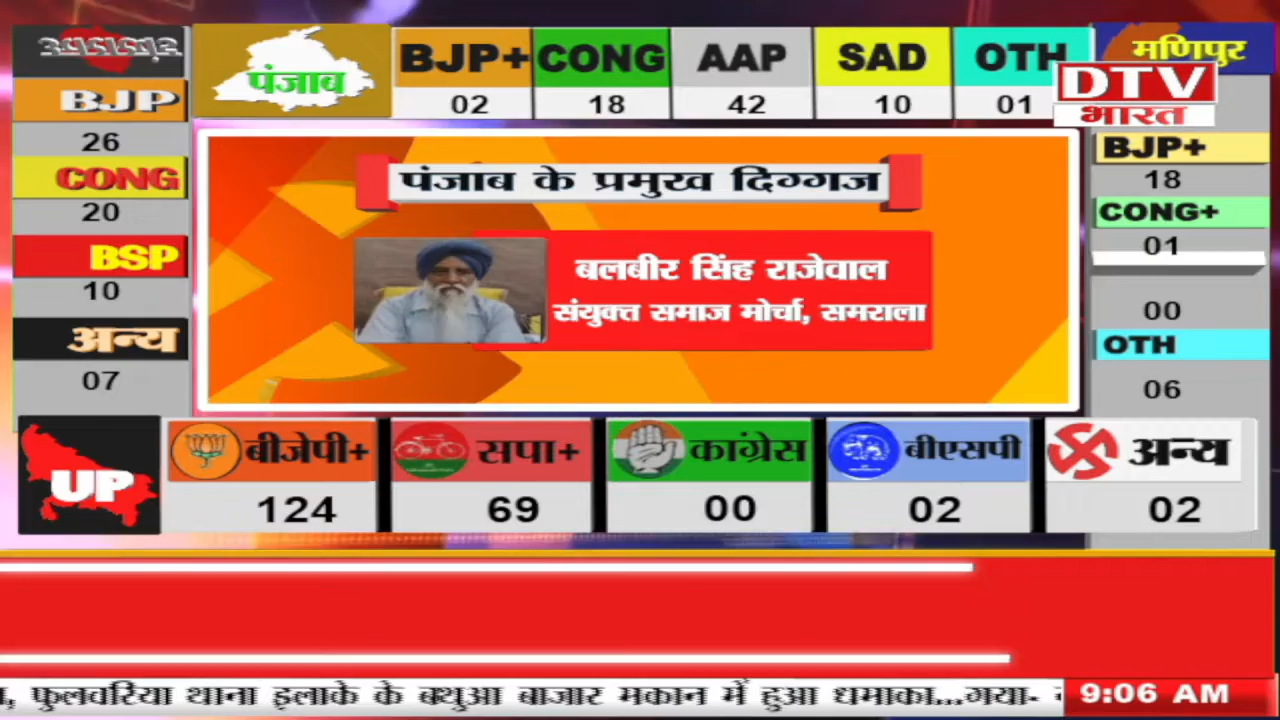 पंजाब
BJP+ CONG AAP SAD OTH
02 18 42 10 01
मणिपुर
DTV
भारत
BJP
26
CONG
20
BSP
10
अन्य
07
पंजाब के प्रमुख दिग्गज
बलबीर सिंह राजेवाल
संयुक्त समाज मोर्चा, समराला
BJP+
18
CONG+
01
00
OTH
06
UP
बीजेपी+ सपा+ कांग्रेस बीएसपी अन्य
124 69 00 02 02
फुलवरिया थाना इलाके के बथुआ बाजार मकान में हुआ धमाका...गया-
9:06 AM